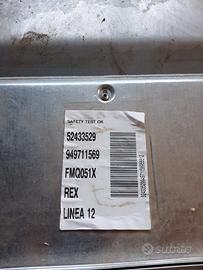 SAFETY TEST OK
52433529
949711569
FMQ051X
REX
LINEA 12
subito